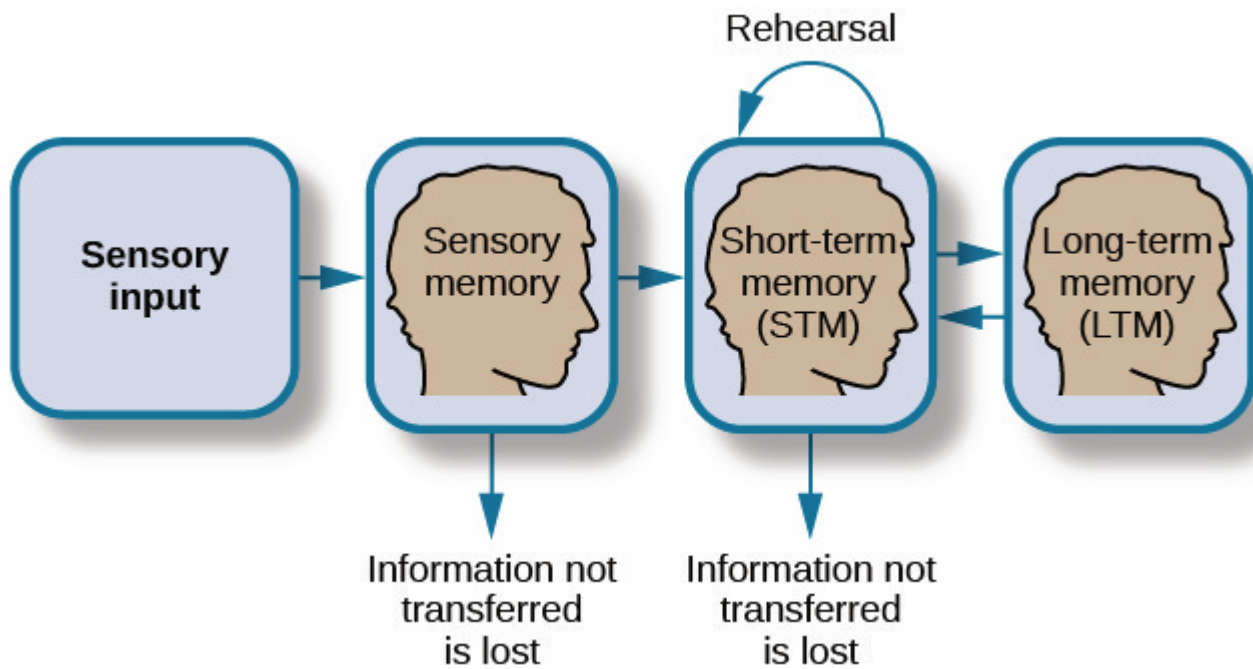 Rehearsal
Sensory
input
Sensory
memory
Short-term
memory
(STM)
Long-term
memory
(LTM)
Information not
transferred
is lost
Information not
transferred
is lost